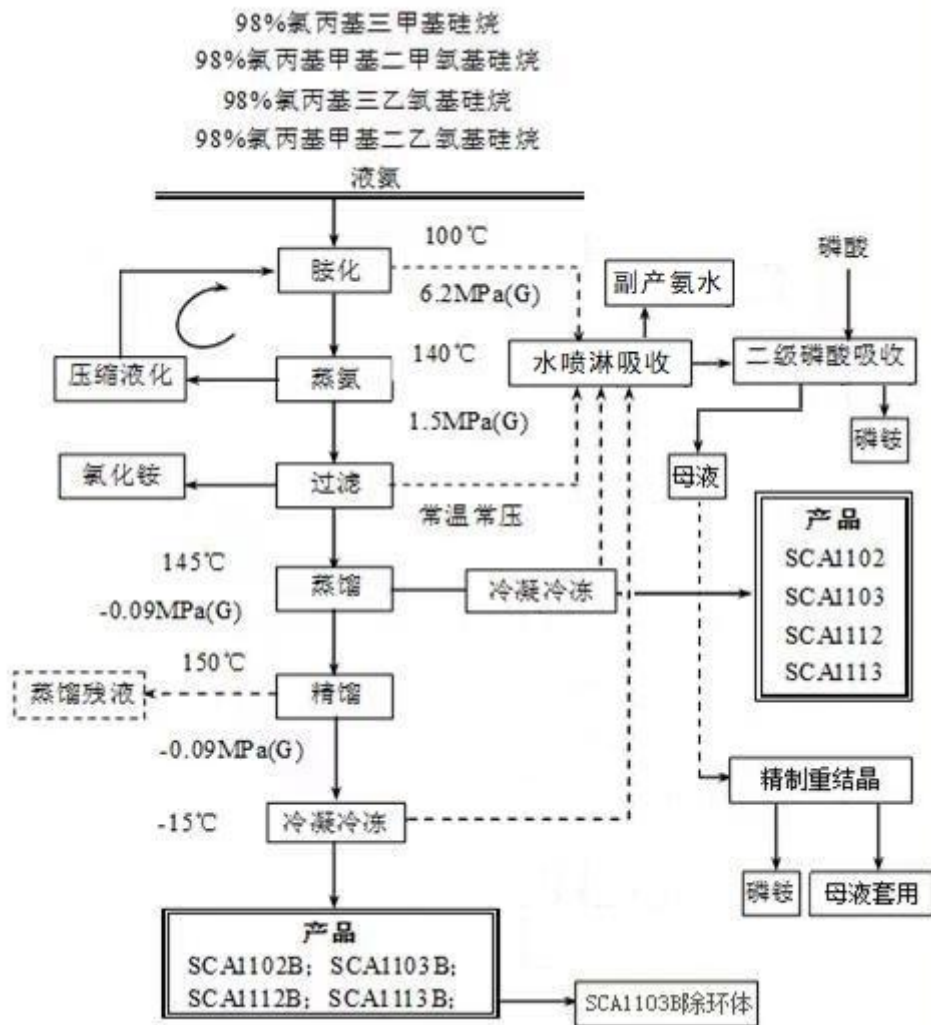 98%氯丙基三甲基硅烷
98%氯丙基甲基二甲氧基硅烷
98%氯丙基三乙氧基硅烷
98%氯丙基甲基二乙氧基硅烷
液氨
100℃
胺化
6.2MPa(G)
磷酸
副产氨水
压缩液化
蒸氨
140℃
水喷淋吸收
二级磷酸吸收
1.5MPa(G)
磷铵
氯化铵
过滤
母液
常温常压
产品
SCA1102
SCA1103
SCA1112
SCA1113
145℃
蒸馏
冷凝冷冻
-0.09MPa(G)
150℃
蒸馏残液
精馏
-0.09MPa(G)
精制重结晶
-15℃
冷凝冷冻
磷铵
母液套用
产品
SCA1102B; SCA1103B;
SCA1112B; SCA1113B;
SCA1103B除环体